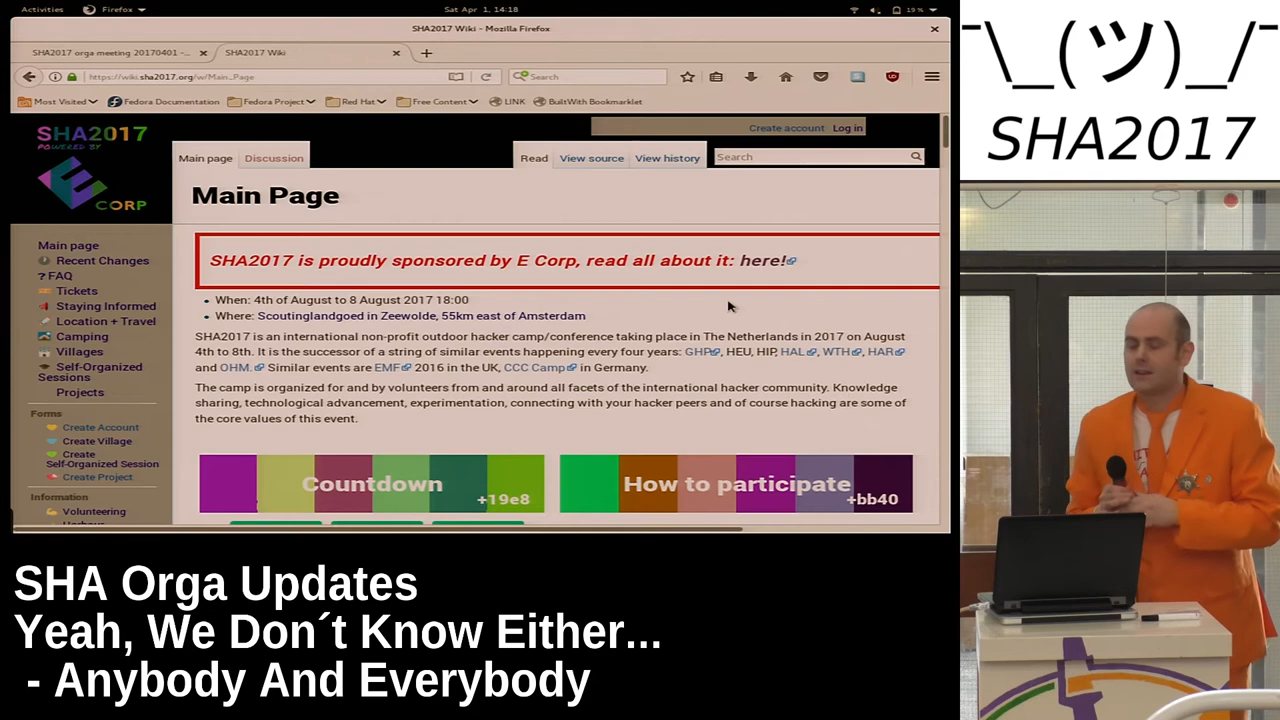 Activities Firefox Sat Apr 1, 14:18 19 %
SHA2017 Wiki - Mozilla Firefox
SHA2017 orga meeting 20170401 -... SHA2017 Wiki
https://wiki.sha2017.org/w/Main_Page Search
Most Visited Fedora Documentation Fedora Project Red Hat Free Content LINK BuiltWith Bookmarklet
SHA2017
POWERED BY
E
CORP
Create account Log in
Main page Discussion Read View source View history Search
Main Page
Main page
Recent Changes
? FAQ
Tickets
Staying Informed
Location + Travel
Camping
Villages
Self-Organized
Sessions
Projects
Forms
Create Account
Create Village
Create
Self-Organized Session
Create Project
Information
Volunteering
SHA2017 is proudly sponsored by E Corp, read all about it: here!
When: 4th of August to 8 August 2017 18:00
Where: Scoutinglandgoed in Zeewolde, 55km east of Amsterdam
SHA2017 is an international non-profit outdoor hacker camp/conference taking place in The Netherlands in 2017 on August
4th to 8th. It is the successor of a string of similar events happening every four years: GHP, HEU, HIP, HAL, WTH, HAR
and OHM. Similar events are EMF 2016 in the UK, CCC Camp in Germany.
The camp is organized for and by volunteers from and around all facets of the international hacker community. Knowledge
sharing, technological advancement, experimentation, connecting with your hacker peers and of course hacking are some of
the core values of this event.
Countdown
+19e8
How to participate
+bb40
¯\_(ツ)_/¯
SHA2017
SHA Orga Updates
Yeah, We Don´t Know Either...
- Anybody And Everybody